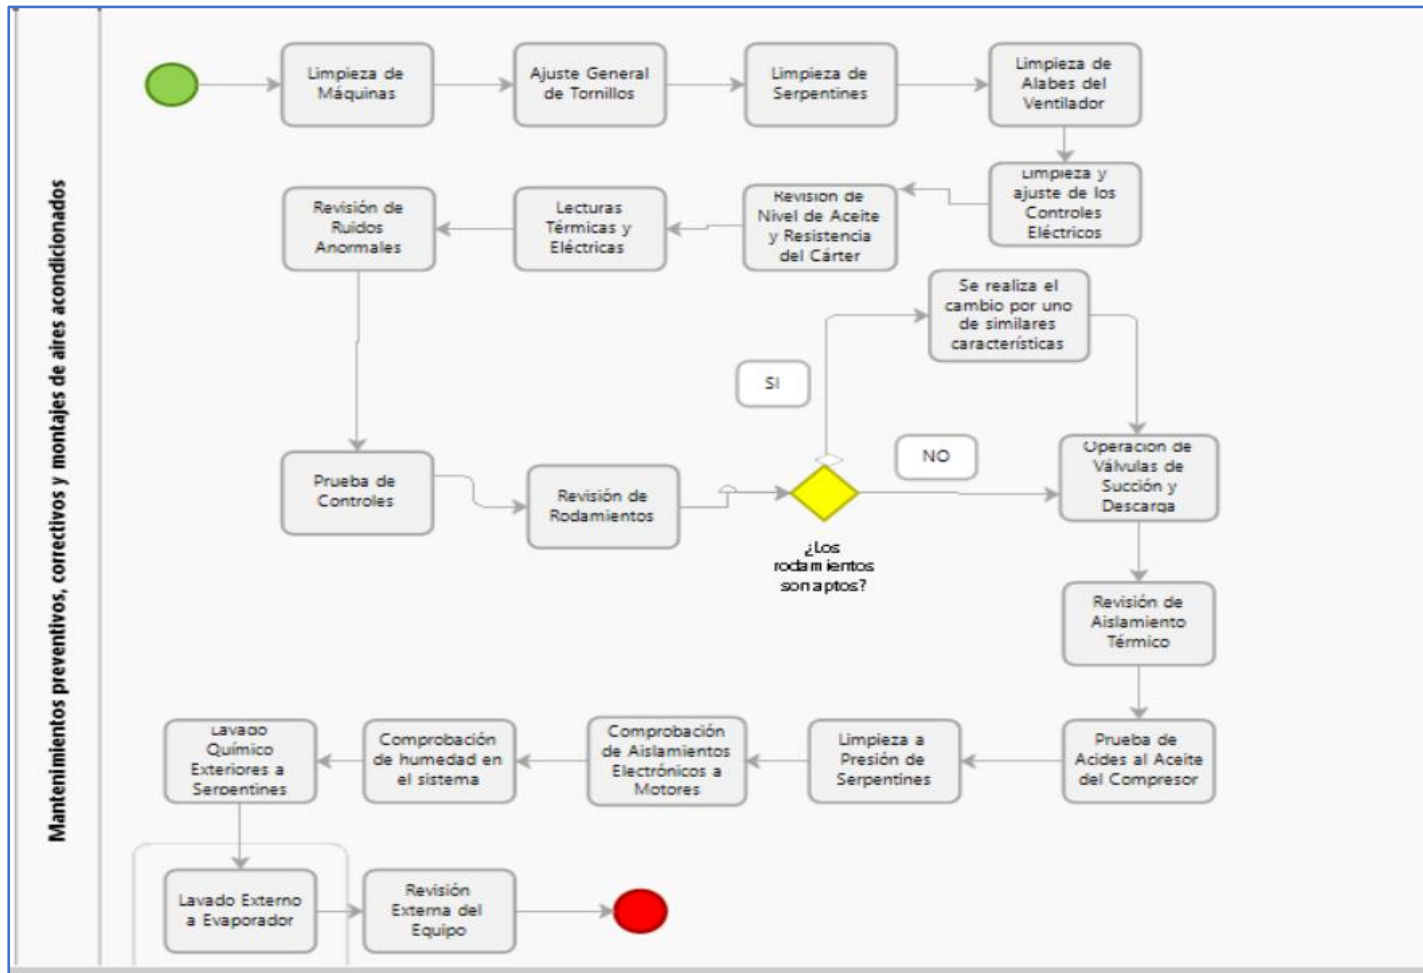 Mantenimientos preventivos, correctivos y montajes de aires acondicionados
Limpieza de
Máquinas
Ajuste General
de Tornillos
Limpieza de
Serpentines
Limpieza de
Alabes del
Ventilador
Limpieza y
ajuste de los
Controles
Eléctricos
Revisión de
Nivel de Aceite
y Resistencia
del Cárter
Lecturas
Térmicas y
Eléctricas
Revisión de
Ruidos
Anormales
Prueba de
Controles
Revisión de
Rodamientos
¿Los
rodamientos
son aptos?
SI
Se realiza el
cambio por uno
de similares
características
NO
Operación de
Válvulas de
Succión y
Descarga
Revisión de
Aislamiento
Térmico
Prueba de
Acides al Aceite
del Compresor
Limpieza a
Presión de
Serpentines
Comprobación
de Aislamientos
Electrónicos a
Motores
Comprobación
de humedad en
el sistema
Lavado
Químico
Exteriores a
Serpentines
Lavado Externo
a Evaporador
Revisión
Externa del
Equipo